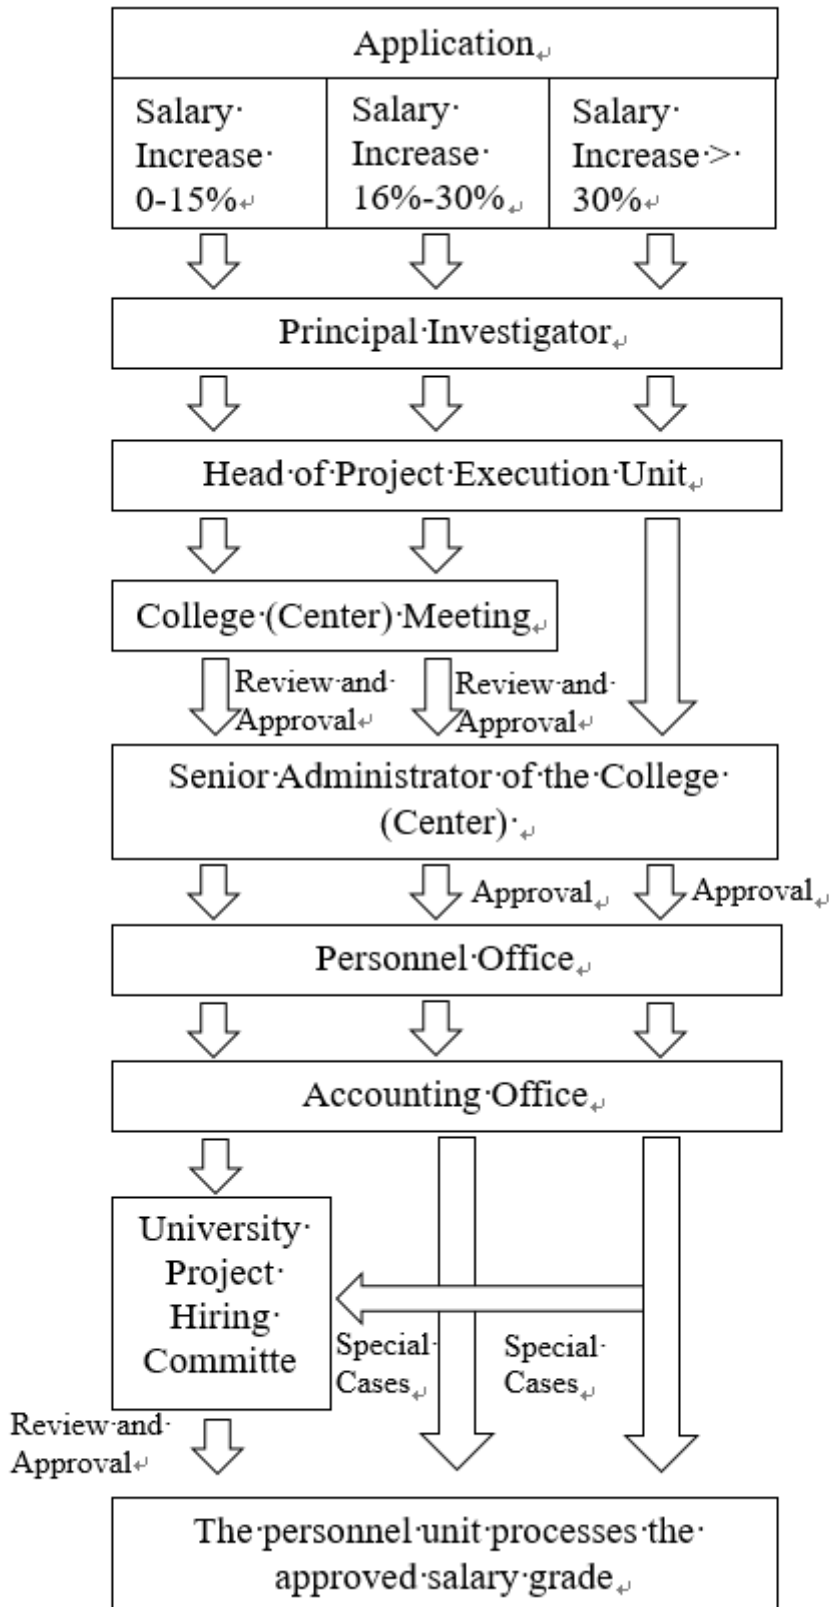 Application
Salary
Increase
0-15%
Salary
Increase
16%-30%
Salary
Increase >
30%
Principal Investigator
Head of Project Execution Unit
College (Center) Meeting
Review and
Approval
Review and
Approval
Senior Administrator of the College
(Center)
Approval
Approval
Personnel Office
Accounting Office
University
Project
Hiring
Committe
Special
Cases
Special
Cases
Review and
Approval
The personnel unit processes the
approved salary grade